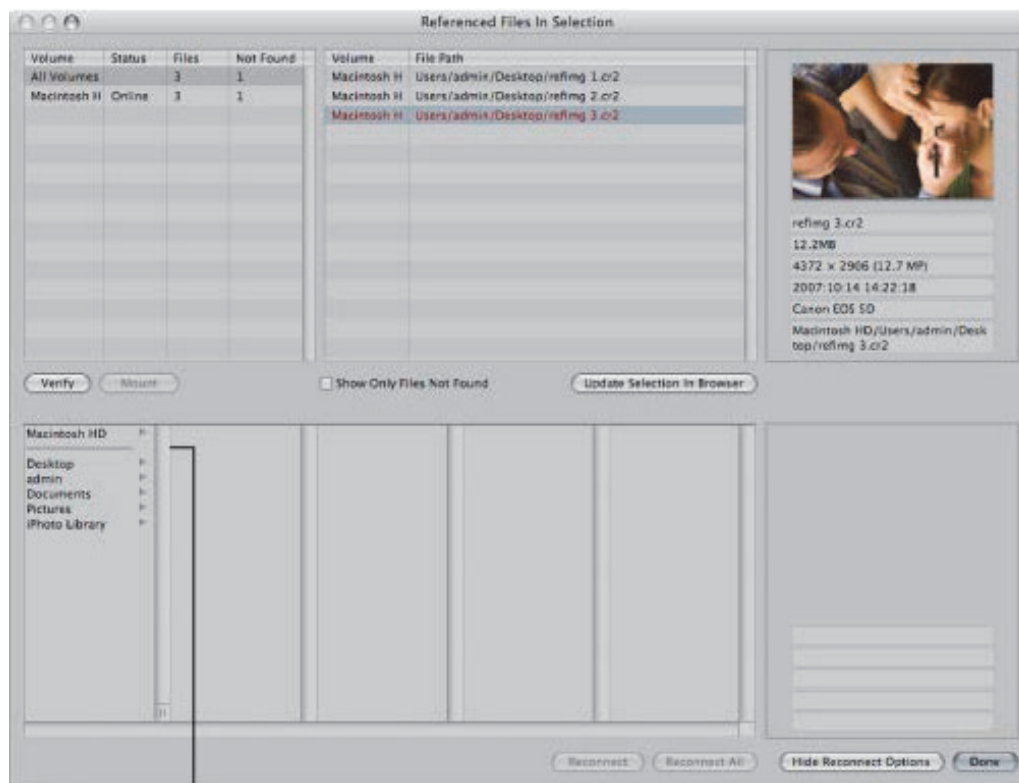 Referenced Files In Selection
Volume Status Files Not Found
All Volumes 3 1
Macintosh H Online 3 1
Volume File Path
Macintosh H Users/admin/Desktop/refimg 1.cr2
Macintosh H Users/admin/Desktop/refimg 2.cr2
Macintosh H Users/admin/Desktop/refimg 3.cr2
refimg 3.cr2
12.2MB
4372 × 2906 (12.7 MP)
2007:10:14 14:22:18
Canon EOS 5D
Macintosh HD/Users/admin/Desk
top/refimg 3.cr2
Verify Mount
Show Only Files Not Found
Update Selection In Browser
Macintosh HD
Desktop
admin
Documents
Pictures
iPhoto Library
Reconnect Reconnect All Hide Reconnect Options Done